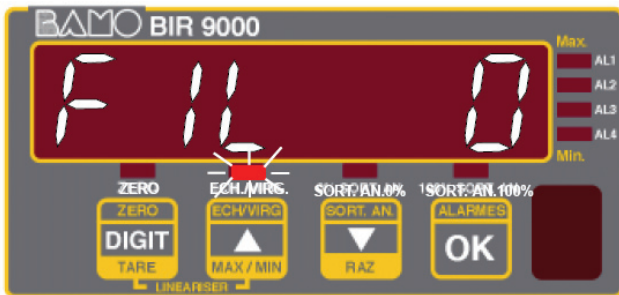 BAMO BIR 9000
Max.
FIL 0
AL1
AL2
AL3
AL4
Min.
ZERO ECH./VIRG. SORT. AN.0% SORT. AN.100%
ZERO ECH/VIRG SORT. AN. ALARMES
DIGIT OK
TARE MAX / MIN RAZ
LINEARISER